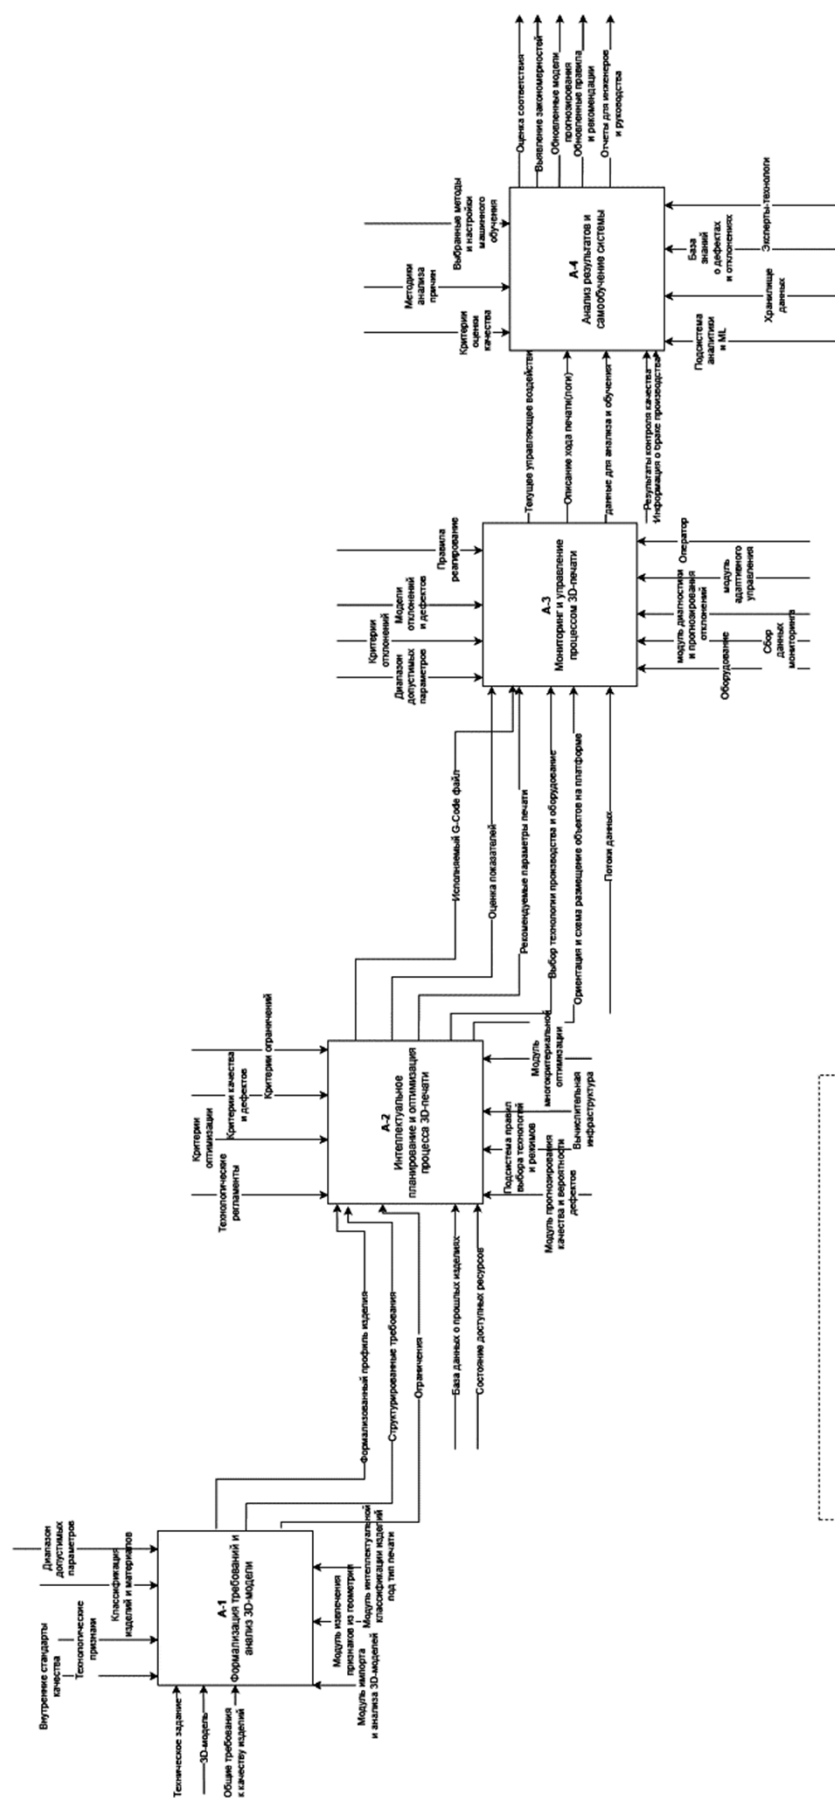 Внутренние стандарты
качества
Технологические
признаки
Классификация
изделий и материалов
Диапазон
допустимых
параметров
Техническое задание
3D-модель
Общие требования
к качеству изделий
А-1
Формализация требований и
анализ 3D-модели
Модуль импорта
и анализа 3D-моделей
Модуль извлечения
признаков из геометрии
Модуль интеллектуальной
классификации изделий
под тип печати
Формализованный профиль изделия
Структурированные требования
Ограничения
База данных о прошлых изделиях
Состояние доступных ресурсов
Технологические
регламенты
Критерии
оптимизации
Критерии качества
и дефектов
Критерии ограничений
А-2
Интеллектуальное
планирование и оптимизация
процесса 3D-печати
Модуль прогнозирования
качества и вероятности
дефектов
Подсистема правил
выбора технологий
и режимов
Вычислительная
инфраструктура
Модуль
многокритериальной
оптимизации
Исполняемый G-Code файл
Оценка показателей
Рекомендуемые параметры печати
Выбор технологии производства и оборудование
Ориентация и схема размещение объектов на платформе
Потоки данных
Диапазон
допустимых
параметров
Критерии
отклонений
Модели
отклонений
и дефектов
Правила
реагирование
А-3
Мониторинг и управление
процессом 3D-печати
Оборудование
Сбор
данных
мониторинга
модуль диагностики
и прогнозирования
отклонений
модуль
адаптивного
управления
Оператор
Текущее управляющее воздействи
Описание хода печати(логи)
данные для анализа и обучения
Результаты контроля качества
Информация о браке производства
Критерии
оценки
качества
Методики
анализа
причин
Выбранные методы
и настройки
машинного
обучения
А-4
Анализ результатов и
самообучение системы
Подсистема
аналитики
и ML
Хранилище
данных
База
знаний
о дефектах
и отклонениях
Эксперты-технологи
Оценка соответствия
Выявление закономерностей
Обновленные модели
прогнозирования
Обновленные правила
и рекомендации
Отчеты для инженеров
и руководства